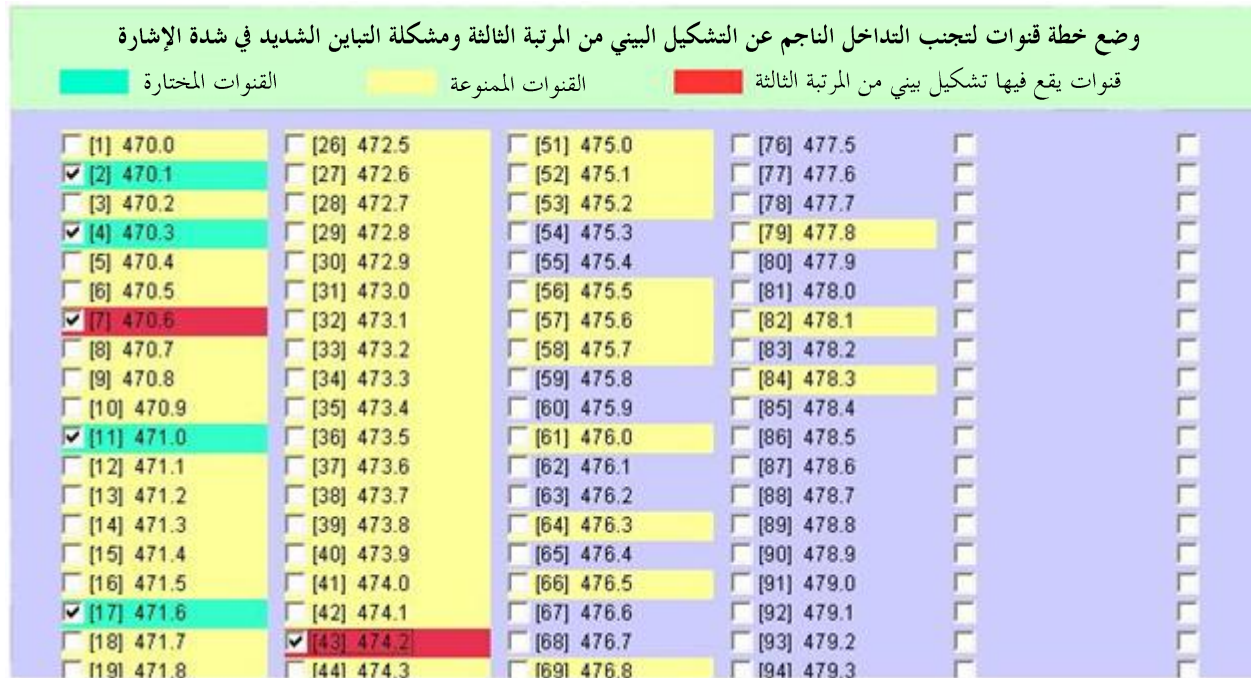 وضع خطة قنوات لتجنب التداخل الناجم عن التشكيل البيني من المرتبة الثالثة ومشكلة التباين الشديد في شدة الإشارة
قنوات يقع فيها تشكيل بيني من المرتبة الثالثة القنوات الممنوعة القنوات المختارة
[1] 470.0 [26] 472.5 [51] 475.0 [76] 477.5
[2] 470.1 [27] 472.6 [52] 475.1 [77] 477.6
[3] 470.2 [28] 472.7 [53] 475.2 [78] 477.7
[4] 470.3 [29] 472.8 [54] 475.3 [79] 477.8
[5] 470.4 [30] 472.9 [55] 475.4 [80] 477.9
[6] 470.5 [31] 473.0 [56] 475.5 [81] 478.0
[7] 470.6 [32] 473.1 [57] 475.6 [82] 478.1
[8] 470.7 [33] 473.2 [58] 475.7 [83] 478.2
[9] 470.8 [34] 473.3 [59] 475.8 [84] 478.3
[10] 470.9 [35] 473.4 [60] 475.9 [85] 478.4
[11] 471.0 [36] 473.5 [61] 476.0 [86] 478.5
[12] 471.1 [37] 473.6 [62] 476.1 [87] 478.6
[13] 471.2 [38] 473.7 [63] 476.2 [88] 478.7
[14] 471.3 [39] 473.8 [64] 476.3 [89] 478.8
[15] 471.4 [40] 473.9 [65] 476.4 [90] 478.9
[16] 471.5 [41] 474.0 [66] 476.5 [91] 479.0
[17] 471.6 [42] 474.1 [67] 476.6 [92] 479.1
[18] 471.7 [43] 474.2 [68] 476.7 [93] 479.2
[19] 471.8 [44] 474.3 [69] 476.8 [94] 479.3